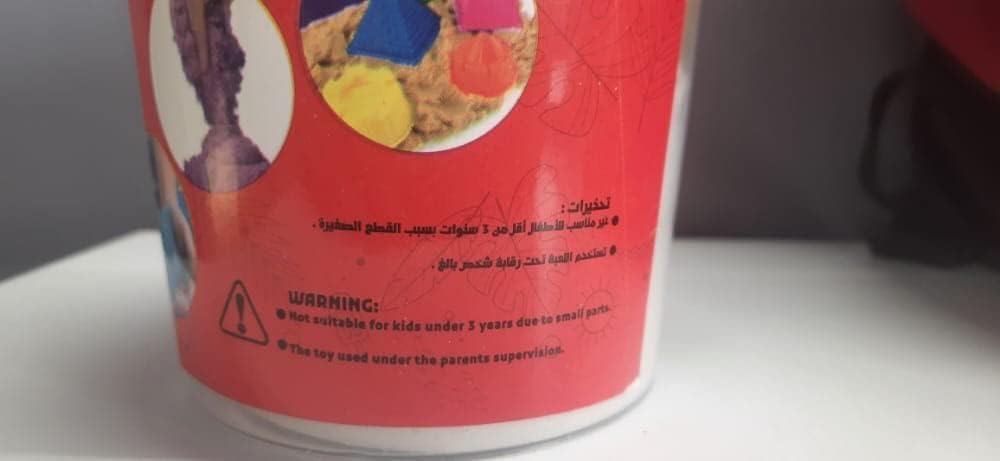 تحذيرات :
● غير مناسب للأطفال أقل من 3 سنوات بسبب القطع الصغيرة .
● تستخدم اللعبة تحت رقابة شخص بالغ .
WARNING:
● Not suitable for kids under 3 years due to small parts.
● The toy used under the parents supervision.